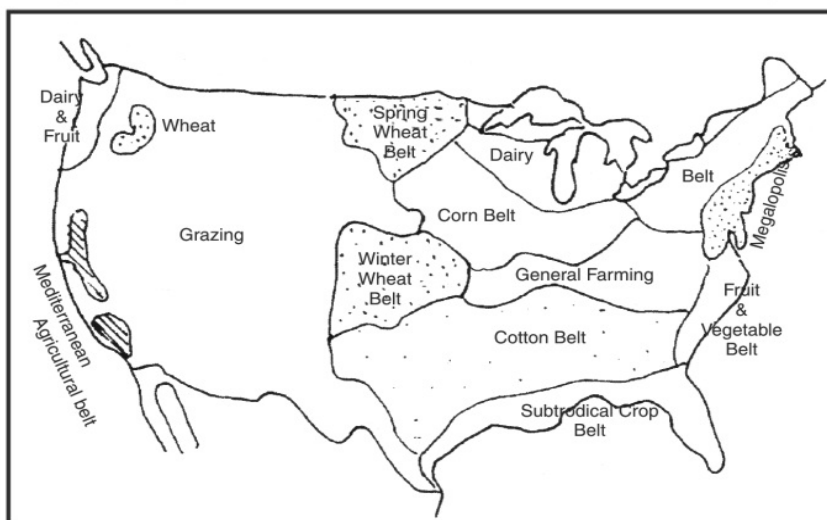 Dairy
&
Fruit
Wheat
Spring
Wheat
Belt
Dairy
Belt
Megalopolis
Corn Belt
Grazing
Winter
Wheat
Belt
General Farming
Mediterranean
Agricultural belt
Fruit
&
Vegetable
Belt
Cotton Belt
Subtrodical Crop
Belt